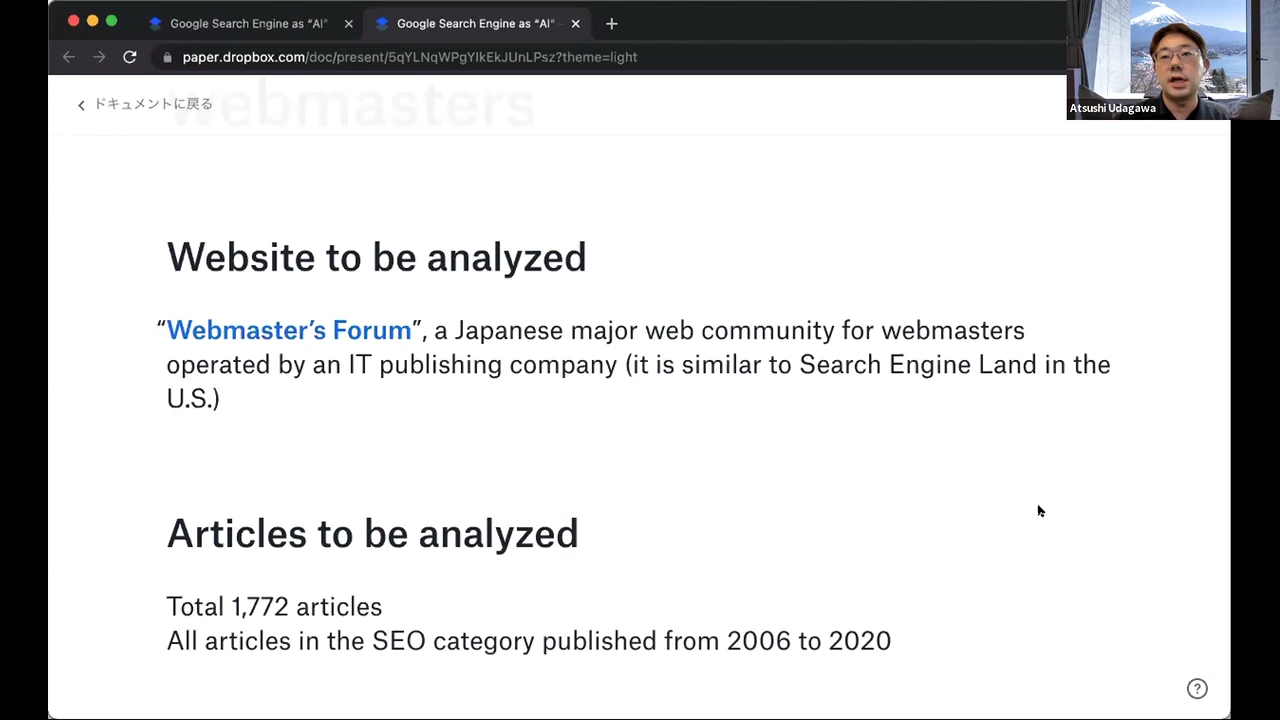 Google Search Engine as “AI”
Google Search Engine as “AI” -
paper.dropbox.com/doc/present/5qYLNqWPgYIkEkJUnLPsz?theme=light
Atsushi Udagawa
webmasters
ドキュメントに戻る
Website to be analyzed
“Webmaster’s Forum”, a Japanese major web community for webmasters
operated by an IT publishing company (it is similar to Search Engine Land in the
U.S.)
Articles to be analyzed
Total 1,772 articles
All articles in the SEO category published from 2006 to 2020
?